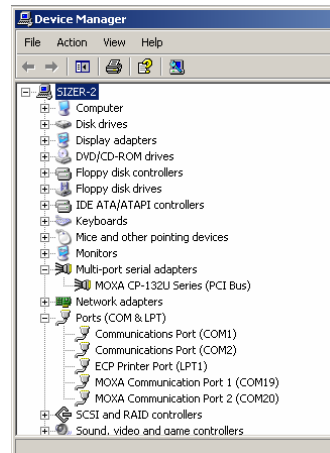 Device Manager
File Action View Help
SIZER-2
Computer
Disk drives
Display adapters
DVD/CD-ROM drives
Floppy disk controllers
Floppy disk drives
IDE ATA/ATAPI controllers
Keyboards
Mice and other pointing devices
Monitors
Multi-port serial adapters
MOXA CP-132U Series (PCI Bus)
Network adapters
Ports (COM & LPT)
Communications Port (COM1)
Communications Port (COM2)
ECP Printer Port (LPT1)
MOXA Communication Port 1 (COM19)
MOXA Communication Port 2 (COM20)
SCSI and RAID controllers
Sound, video and game controllers